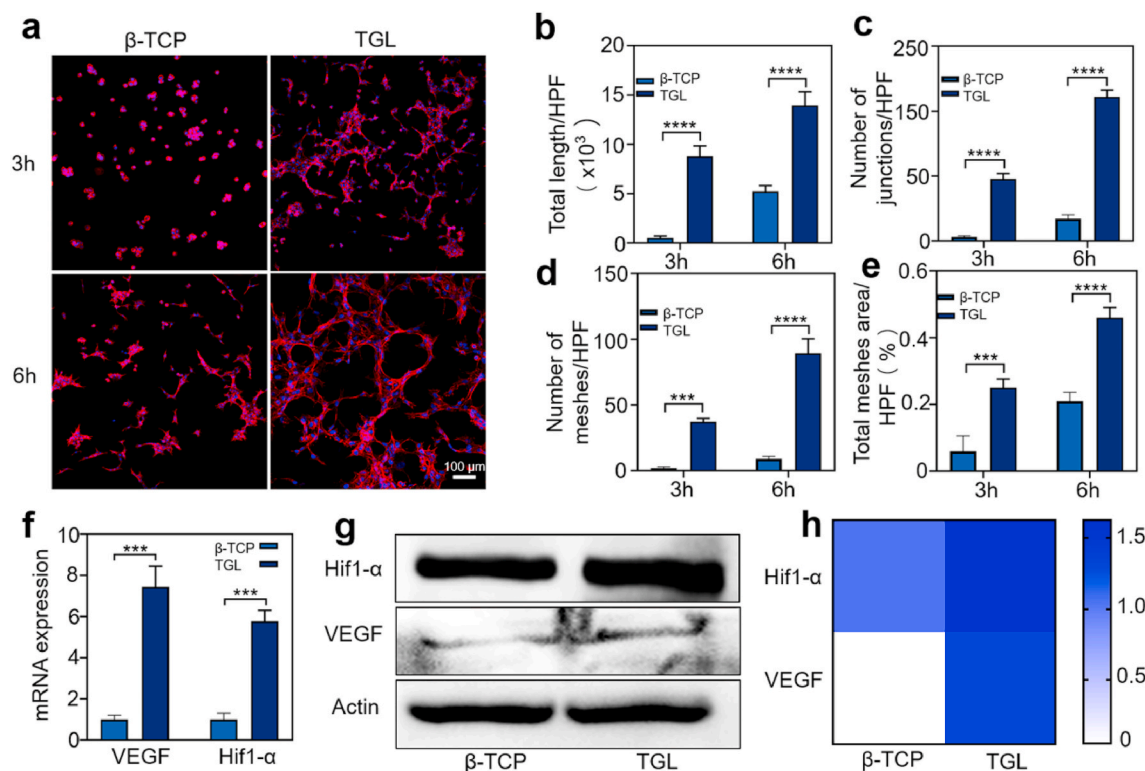 a
β-TCP
TGL
3h
6h
100 µm
b
Total length/HPF
( x10³ )
20
15
10
5
0
β-TCP
TGL
****
****
3h
6h
c
Number of
junctions/HPF
250
150
50
50
0
β-TCP
TGL
****
****
3h
6h
d
Number of
meshes/HPF
150
100
50
0
β-TCP
TGL
***
****
3h
6h
e
Total meshes area/
HPF ( % )
0.6
0.4
0.2
0.0
β-TCP
TGL
***
****
3h
6h
f
mRNA expression
10
8
6
4
2
0
β-TCP
TGL
***
***
VEGF
Hif1-α
g
Hif1-α
VEGF
Actin
β-TCP
TGL
h
Hif1-α
VEGF
β-TCP
TGL
1.5
1.0
0.5
0